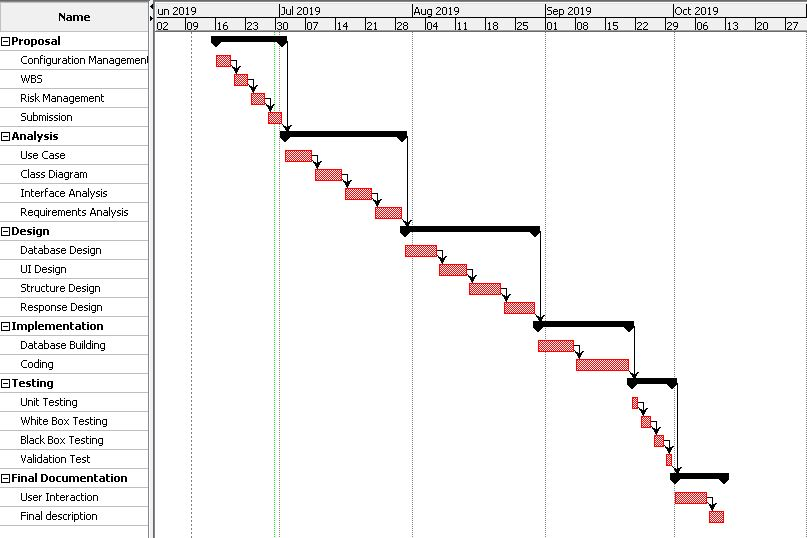 Name
un 2019 Jul 2019 Aug 2019 Sep 2019 Oct 2019
02 09 16 23 30 07 14 21 28 04 11 18 25 01 08 15 22 29 06 13 20 27
Proposal
Configuration Management
WBS
Risk Management
Submission
Analysis
Use Case
Class Diagram
Interface Analysis
Requirements Analysis
Design
Database Design
UI Design
Structure Design
Response Design
Implementation
Database Building
Coding
Testing
Unit Testing
White Box Testing
Black Box Testing
Validation Test
Final Documentation
User Interaction
Final description